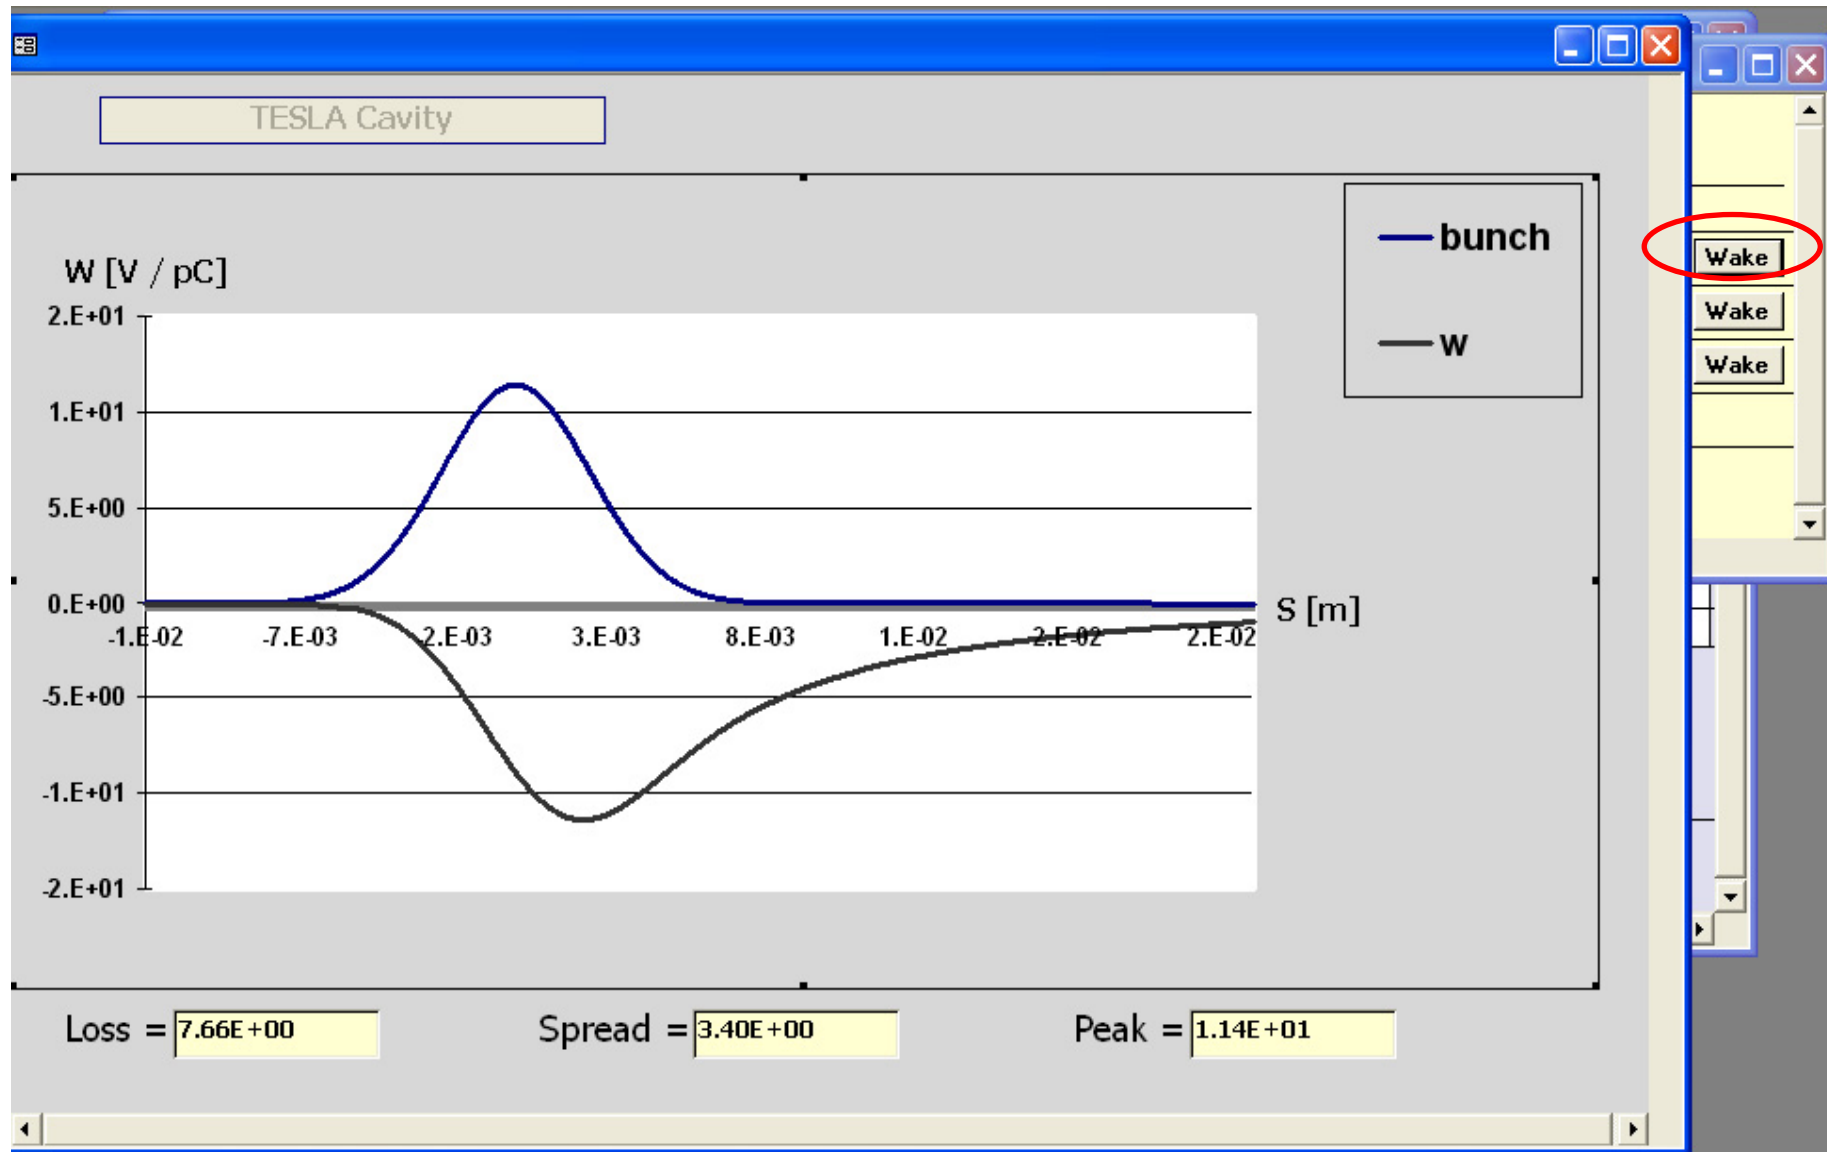 TESLA Cavity
bunch
w
W [V / pC]
2.E+01
1.E+01
5.E+00
0.E+00
-5.E+00
-1.E+01
-2.E+01
-1.E-02 -7.E-03 -2.E-03 3.E-03 8.E-03 1.E-02 2.E-02 2.E-02
S [m]
Loss = 7.66E+00 Spread = 3.40E+00 Peak = 1.14E+01
Wake
Wake
Wake